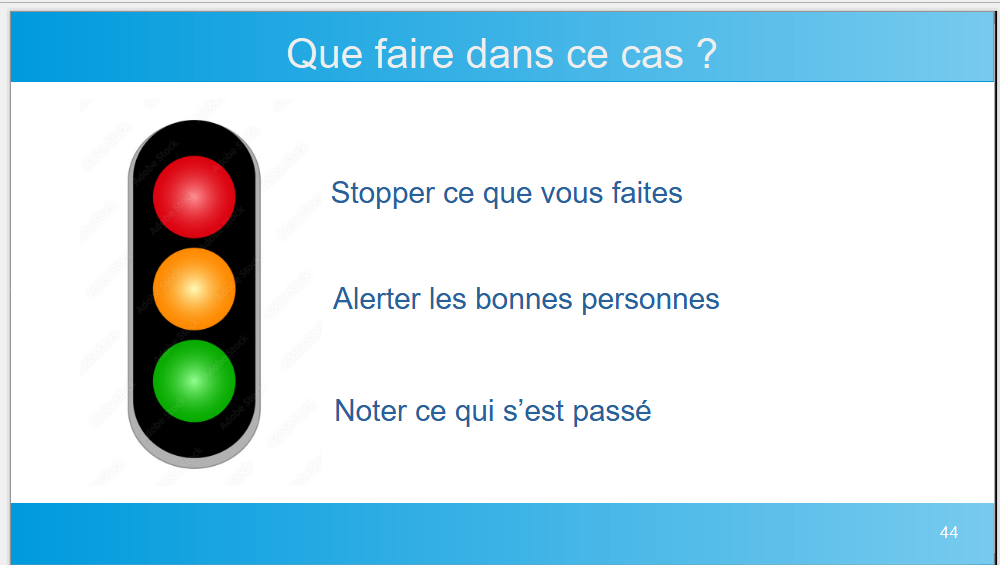 Que faire dans ce cas ?
Stopper ce que vous faites
Alerter les bonnes personnes
Noter ce qui s’est passé
44